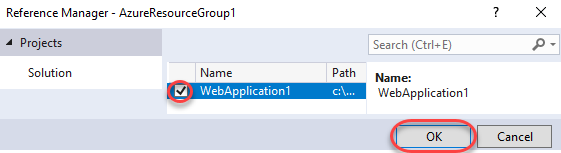 Reference Manager - AzureResourceGroup1
? ×
Projects
Search (Ctrl+E)
Solution
Name Path
WebApplication1 c:\...
Name:
WebApplication1
OK Cancel